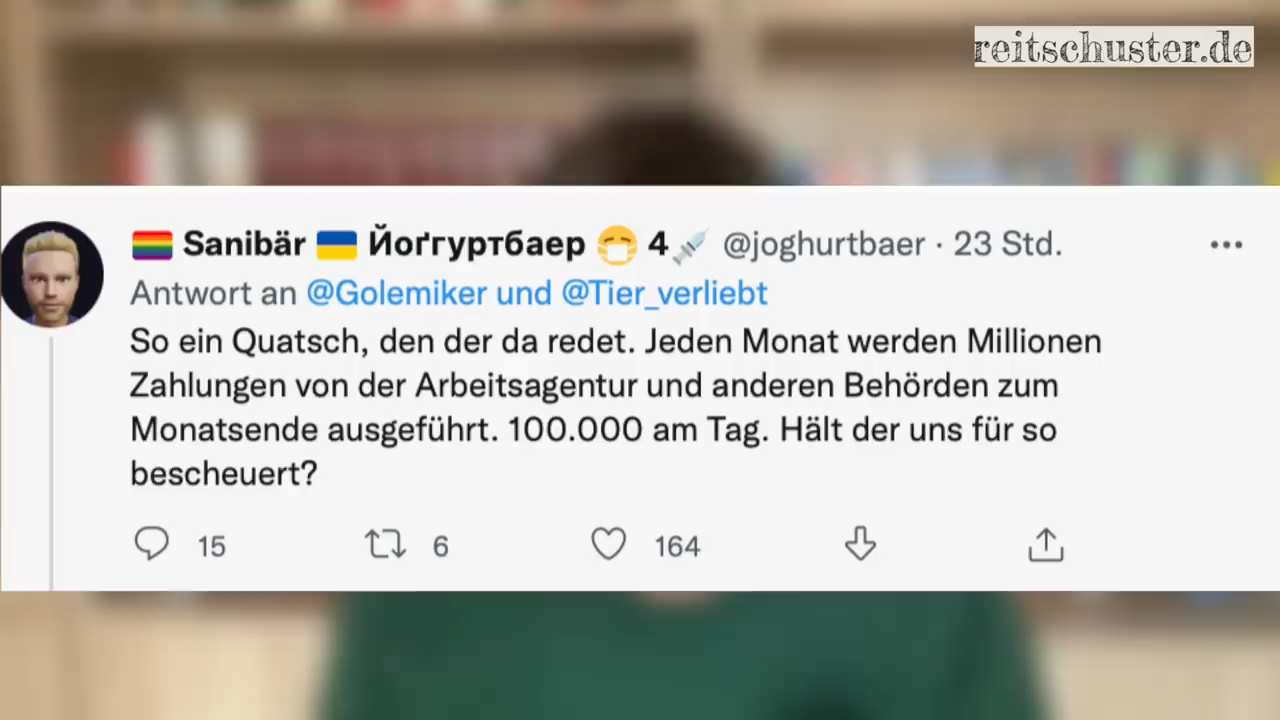 reitschuster.de
🏳️‍🌈 Sanibär 🇺🇦 Йоґгуртбаер 😷 4💉 @joghurtbaer · 23 Std.
Antwort an @Golemiker und @Tier_verliebt
So ein Quatsch, den der da redet. Jeden Monat werden Millionen
Zahlungen von der Arbeitsagentur und anderen Behörden zum
Monatsende ausgeführt. 100.000 am Tag. Hält der uns für so
bescheuert?
15 6 164